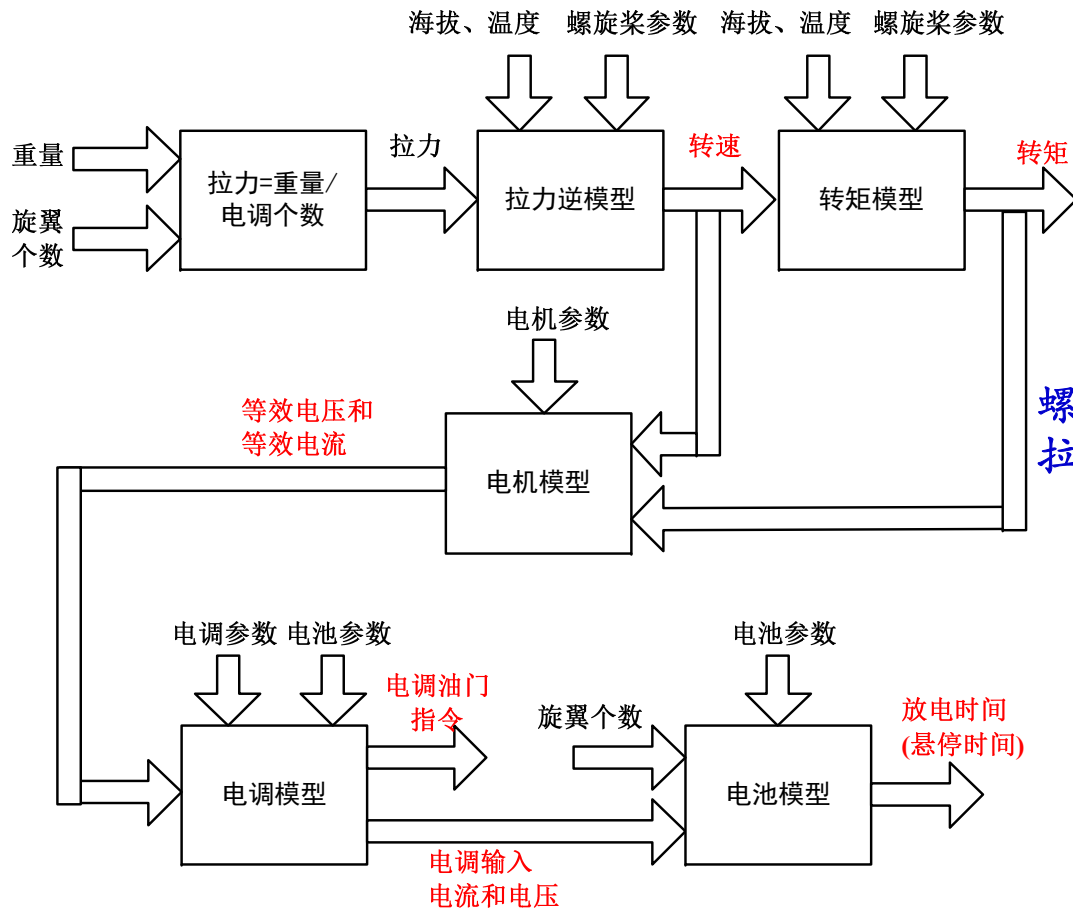 海拔、温度
螺旋桨参数
海拔、温度
螺旋桨参数
重量
旋翼
个数
拉力=重量/
电调个数
拉力
拉力逆模型
转速
转矩模型
转矩
电机参数
等效电压和
等效电流
电机模型
螺
拉
电调参数
电池参数
电调油门
指令
电调模型
电调输入
电流和电压
旋翼个数
电池参数
电池模型
放电时间
(悬停时间)